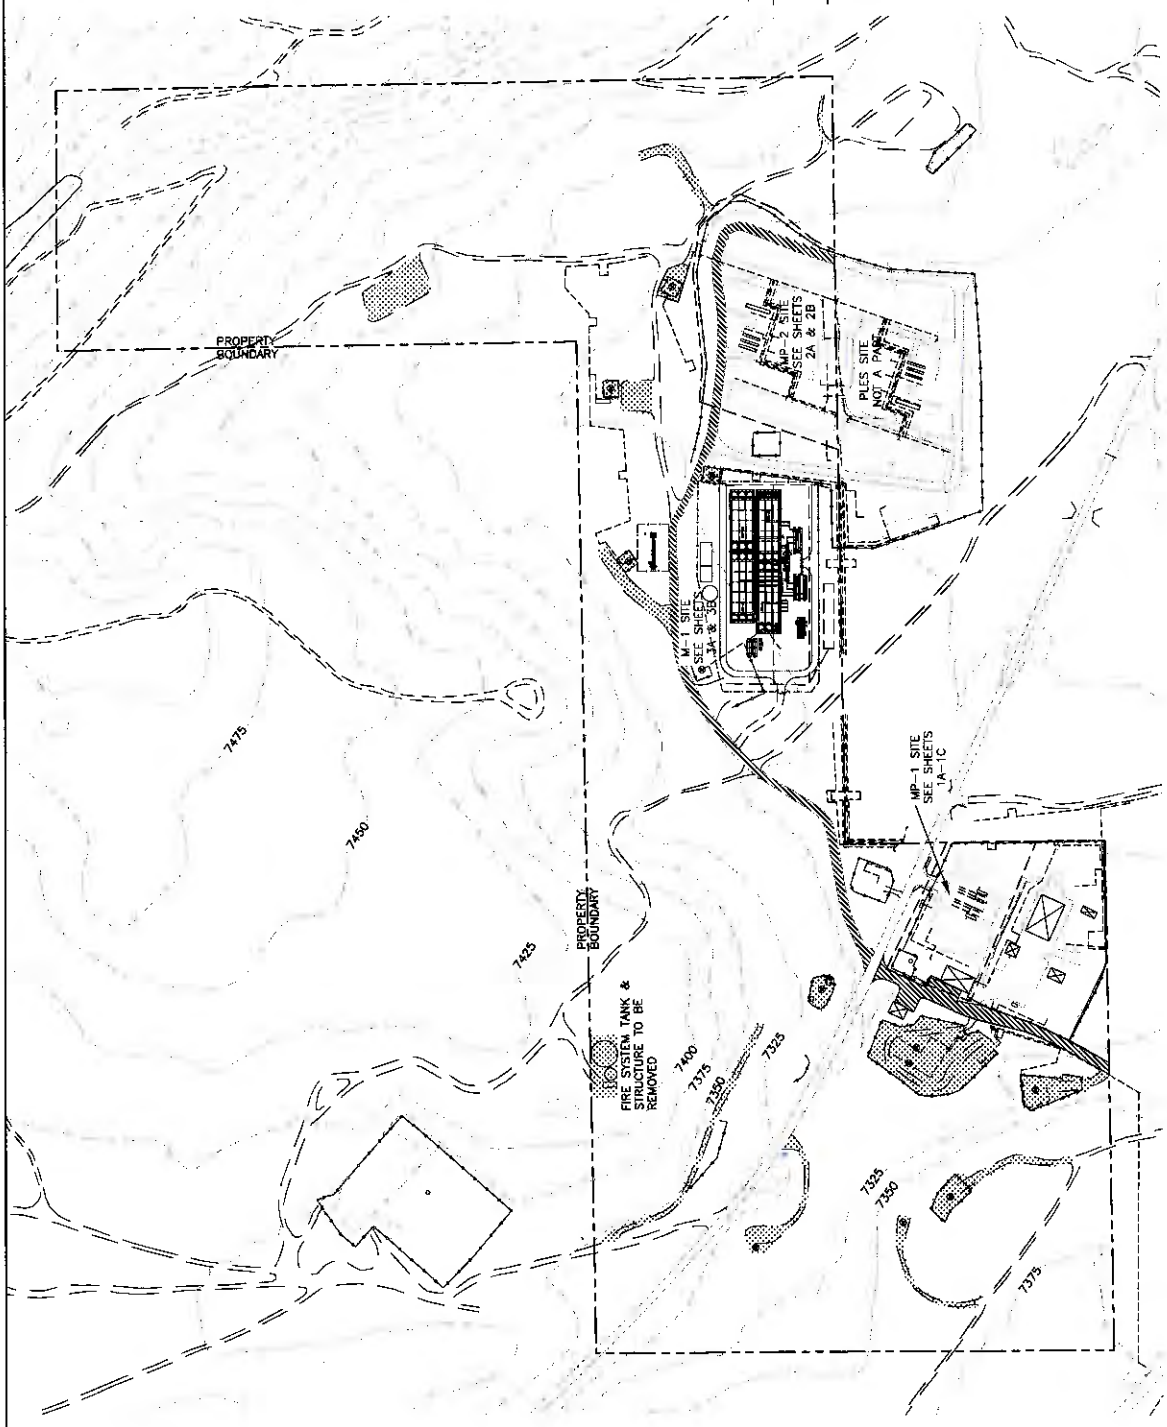 PROPERTY
BOUNDARY
MP-2 SITE
SEE SHEETS
2A & 2B
PLES SITE
NOT A PART
M-1 SITE
SEE SHEETS
3A & 3B
7475
7450
MP-1 SITE
SEE SHEETS
1A-1C
PROPERTY
BOUNDARY
7425
FIRE SYSTEM TANK &
STRUCTURE TO BE
REMOVED
7400
7375
7350
7325
7325
7350
7375